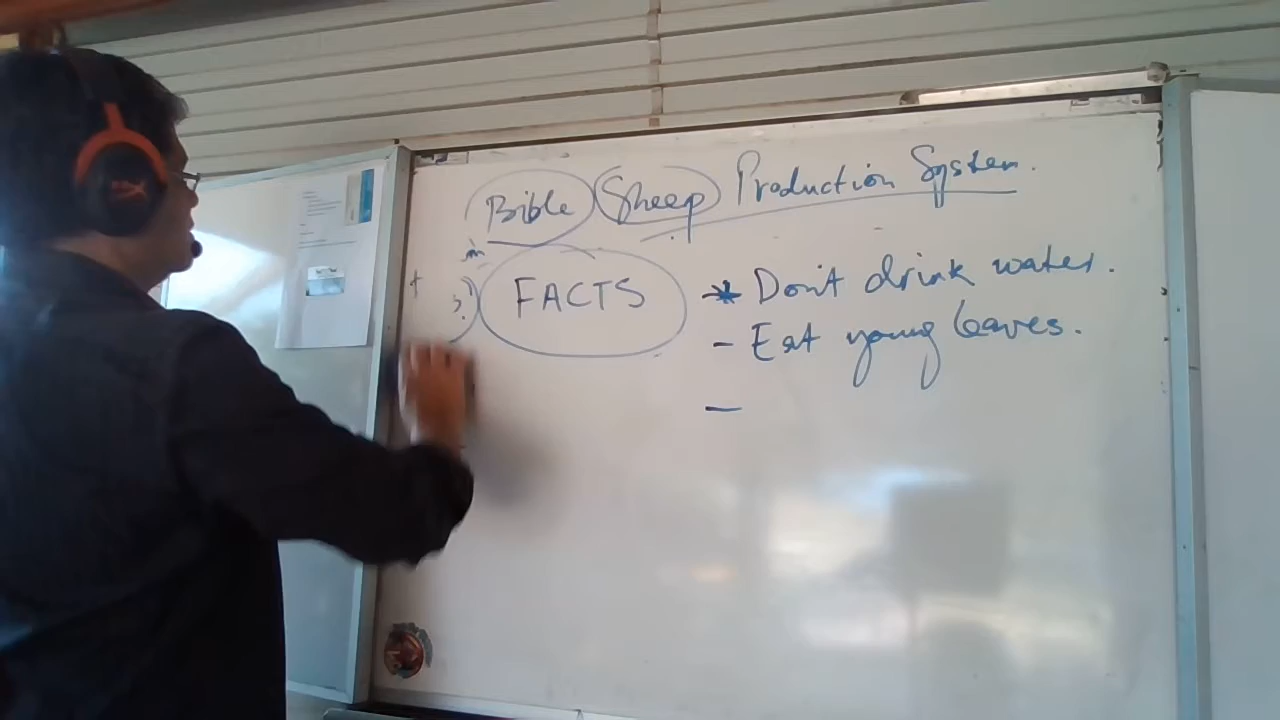 Bible Sheep Production System.
FACTS
* Don't drink water.
- Eat young leaves.
-